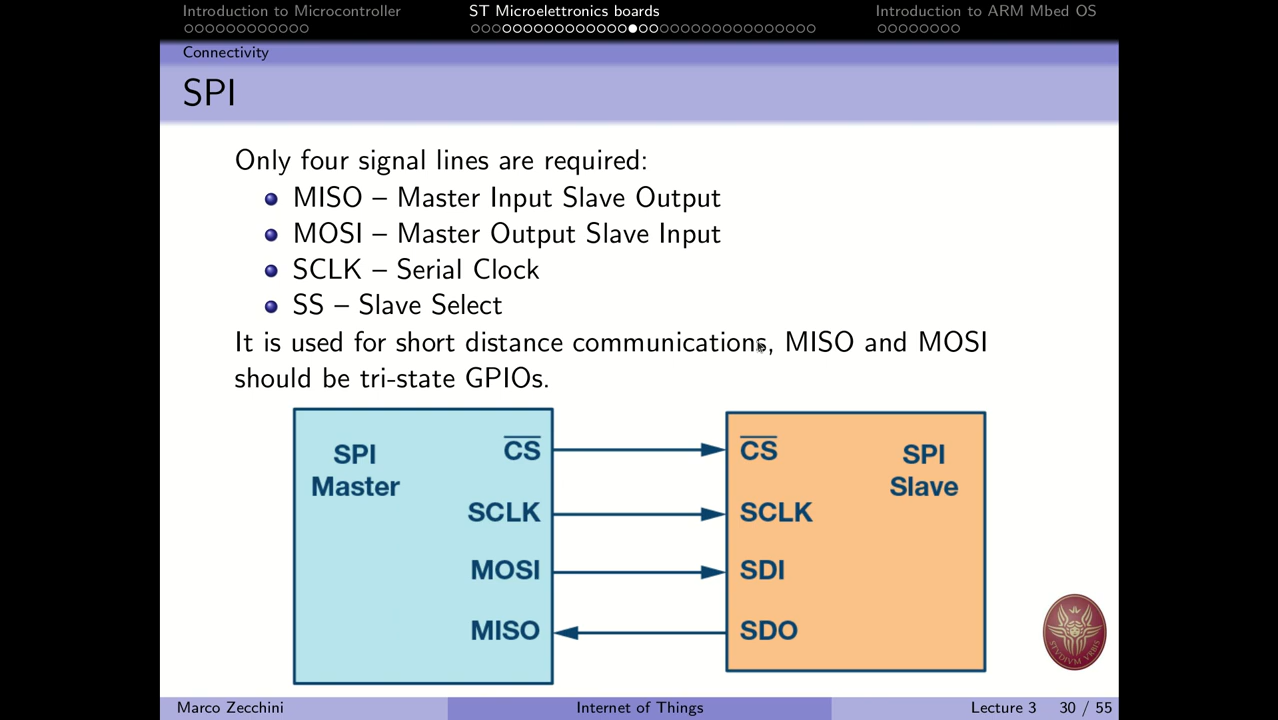 Introduction to Microcontroller
ST Microelettronics boards
Introduction to ARM Mbed OS
Connectivity
SPI
Only four signal lines are required:
MISO – Master Input Slave Output
MOSI – Master Output Slave Input
SCLK – Serial Clock
SS – Slave Select
It is used for short distance communications, MISO and MOSI
should be tri-state GPIOs.
SPI
Master
CS
SCLK
MOSI
MISO
CS
SCLK
SDI
SDO
SPI
Slave
STVDIVM VRBIS
Marco Zecchini
Internet of Things
Lecture 3
30 / 55